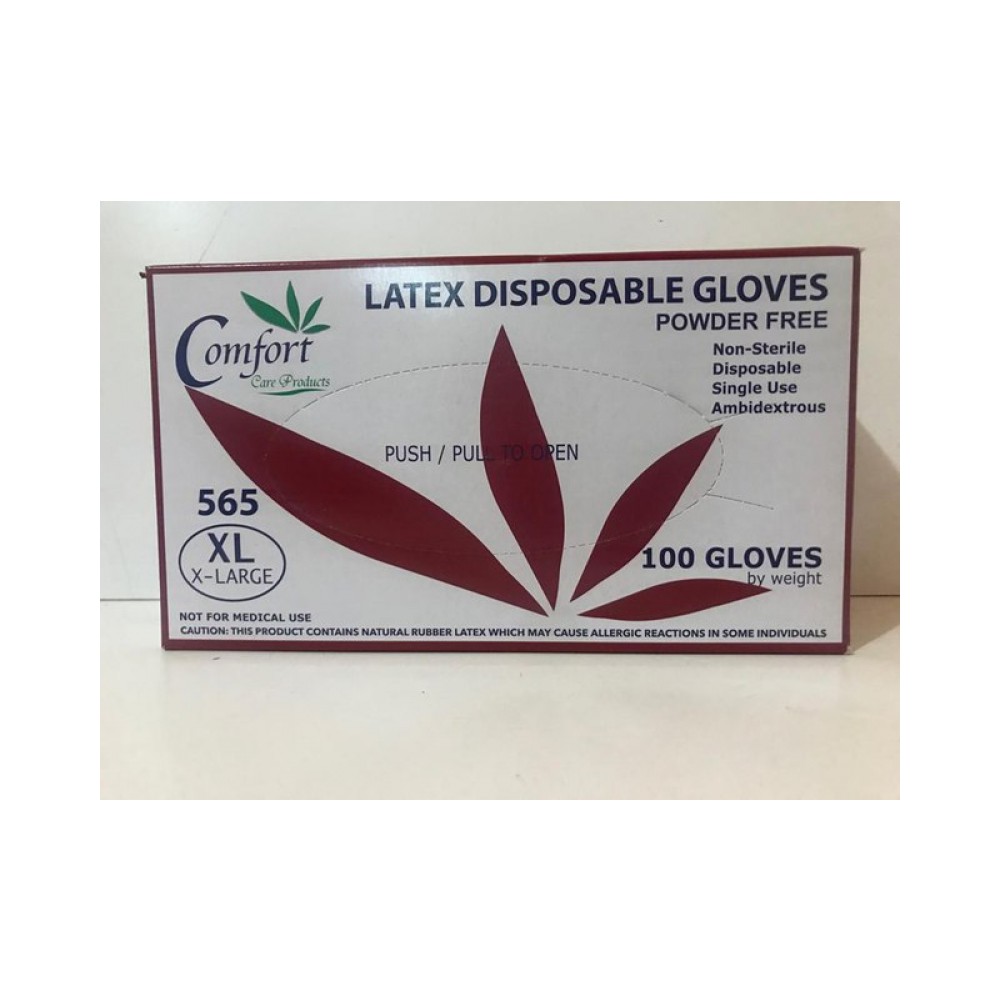 Comfort
Care Products
LATEX DISPOSABLE GLOVES
POWDER FREE
Non-Sterile
Disposable
Single Use
Ambidextrous
PUSH / PULL TO OPEN
565
XL
X-LARGE
100 GLOVES
by weight
NOT FOR MEDICAL USE
CAUTION: THIS PRODUCT CONTAINS NATURAL RUBBER LATEX WHICH MAY CAUSE ALLERGIC REACTIONS IN SOME INDIVIDUALS